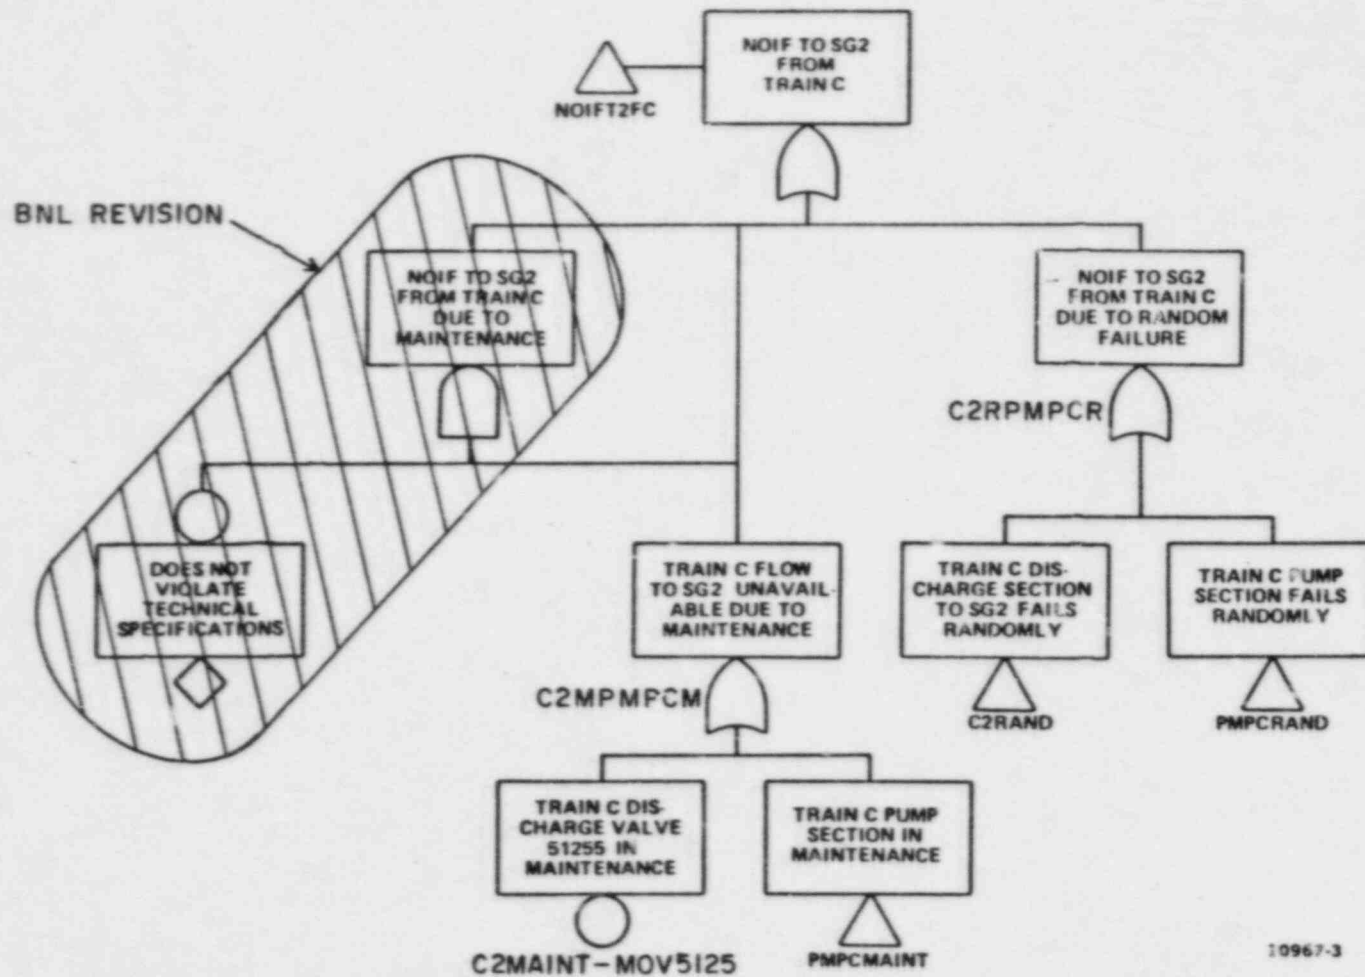 NOIF TO SG2
FROM
TRAIN C
NOIFT2FC
BNL REVISION
NOIF TO SG2
FROM TRAIN C
DUE TO
MAINTENANCE
NOIF TO SG2
FROM TRAIN C
DUE TO RANDOM
FAILURE
C2RPMPCR
DOES NOT
VIOLATE
TECHNICAL
SPECIFICATIONS
TRAIN C FLOW
TO SG2 UNAVAIL-
ABLE DUE TO
MAINTENANCE
TRAIN C DIS-
CHARGE SECTION
TO SG2 FAILS
RANDOMLY
TRAIN C PUMP
SECTION FAILS
RANDOMLY
C2MPMPCM
C2RAND
PMPCRAND
TRAIN C DIS-
CHARGE VALVE
51255 IN
MAINTENANCE
TRAIN C PUMP
SECTION IN
MAINTENANCE
C2MAINT-MOV5125
PMPCMAINT
10967-3